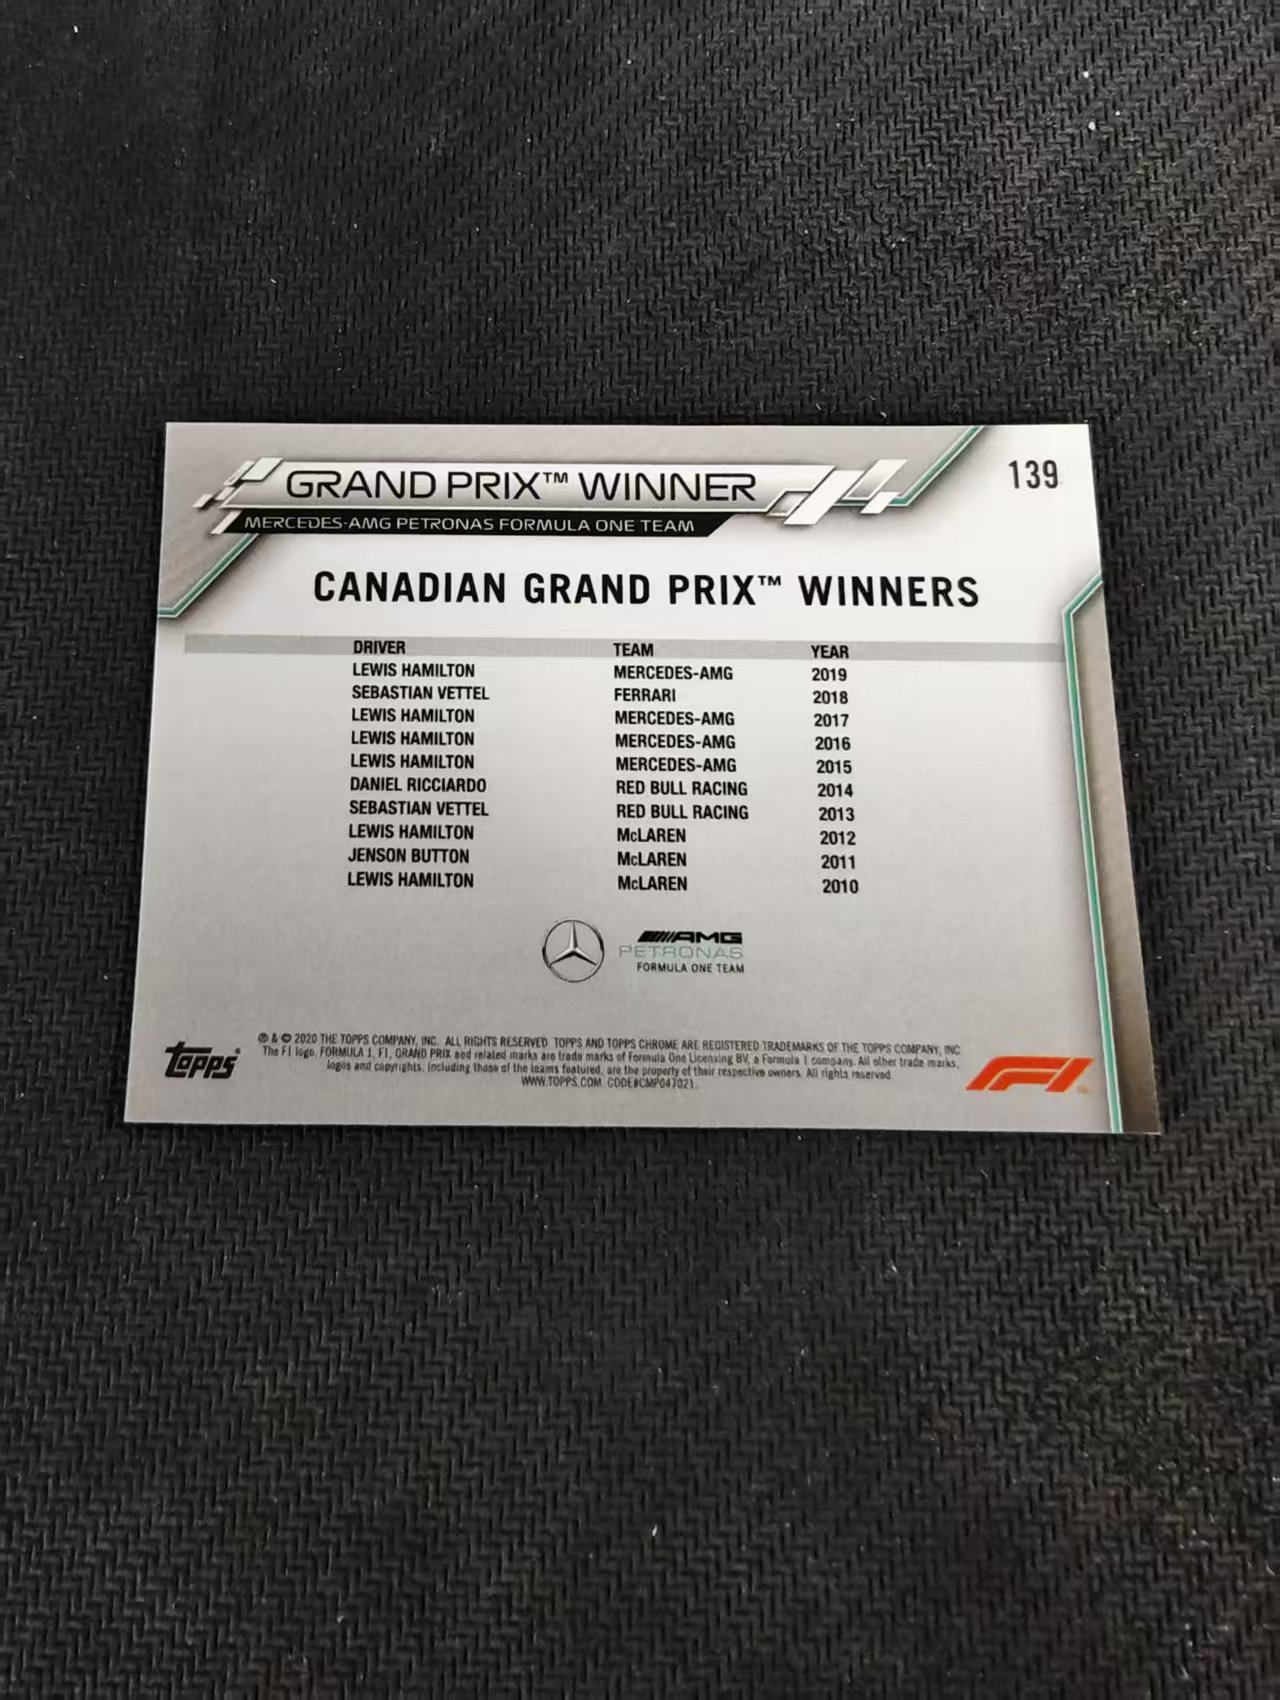 GRAND PRIX™ WINNER
139
MERCEDES-AMG PETRONAS FORMULA ONE TEAM
CANADIAN GRAND PRIX™ WINNERS
DRIVER TEAM YEAR
LEWIS HAMILTON MERCEDES-AMG 2019
SEBASTIAN VETTEL FERRARI 2018
LEWIS HAMILTON MERCEDES-AMG 2017
LEWIS HAMILTON MERCEDES-AMG 2016
LEWIS HAMILTON MERCEDES-AMG 2015
DANIEL RICCIARDO RED BULL RACING 2014
SEBASTIAN VETTEL RED BULL RACING 2013
LEWIS HAMILTON McLAREN 2012
JENSON BUTTON McLAREN 2011
LEWIS HAMILTON McLAREN 2010
AMG
PETRONAS
FORMULA ONE TEAM
topps
® & © 2020 THE TOPPS COMPANY, INC. ALL RIGHTS RESERVED. TOPPS AND TOPPS CHROME ARE REGISTERED TRADEMARKS OF THE TOPPS COMPANY, INC
The F1 logo, FORMULA 1, F1, GRAND PRIX and related marks are trade marks of Formula One Licensing BV, a Formula 1 company. All other trade marks,
logos and copyrights, including those of the teams featured, are the property of their respective owners. All rights reserved.
WWW.TOPPS.COM CODE#CMP047021
F1